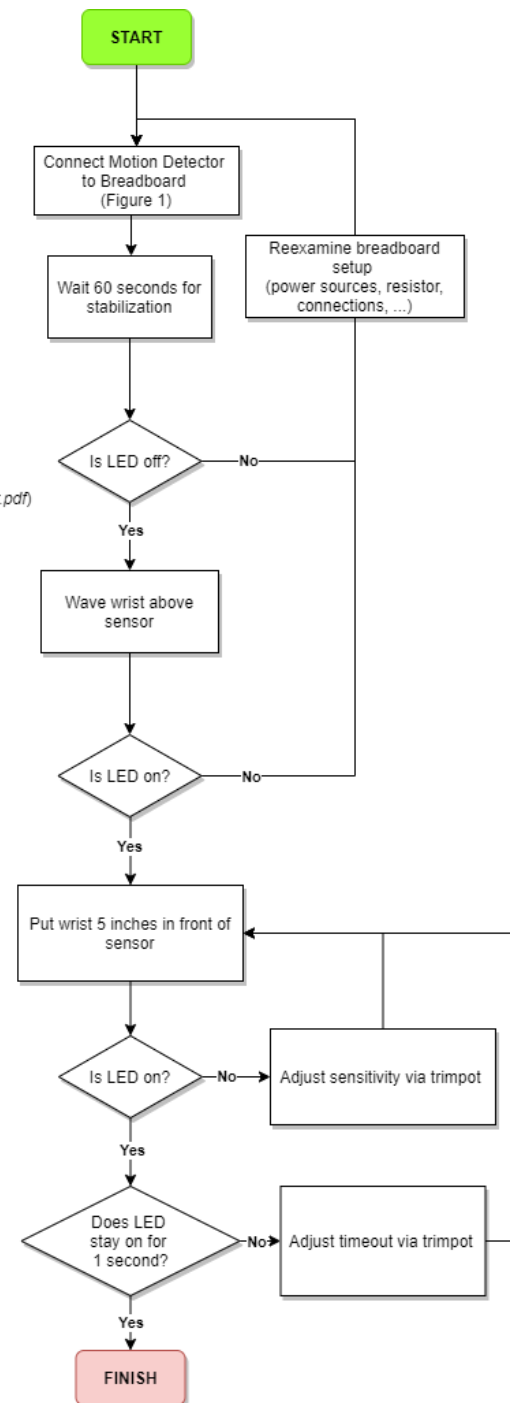 START
Connect Motion Detector
to Breadboard
(Figure 1)
Reexamine breadboard
setup
(power sources, resistor,
connections, ...)
Wait 60 seconds for
stabilization
Is LED off?
No
.pdf)
Yes
Wave wrist above
sensor
Is LED on?
No
Yes
Put wrist 5 inches in front of
sensor
Is LED on?
No
Adjust sensitivity via trimpot
Yes
Does LED
stay on for
1 second?
No
Adjust timeout via trimpot
Yes
FINISH